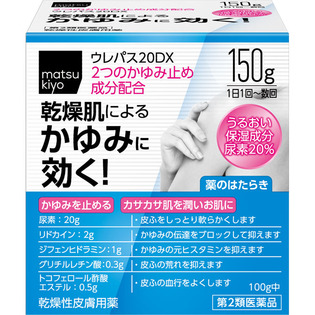 150g
ウレパス20DX
2つのかゆみ止め
成分配合
matsu
kiyo
150g
1日1回～数回
乾燥肌による
かゆみに
効く!
うるおい
保湿成分
尿素20%
薬のはたらき
かゆみを止める
カサカサ肌を潤いお肌に
尿素：20g
・皮ふをしっとり軟らかくします
リドカイン：2g
・かゆみの伝達をブロックして抑えます
ジフェンヒドラミン：1g
・かゆみの元ヒスタミンを抑えます
グリチルレチン酸：0.3g
・皮ふの荒れを抑えます
トコフェロール酢酸
エステル：0.5g
・皮ふの血行をよくします
100g中
乾燥性皮膚用薬
第2類医薬品